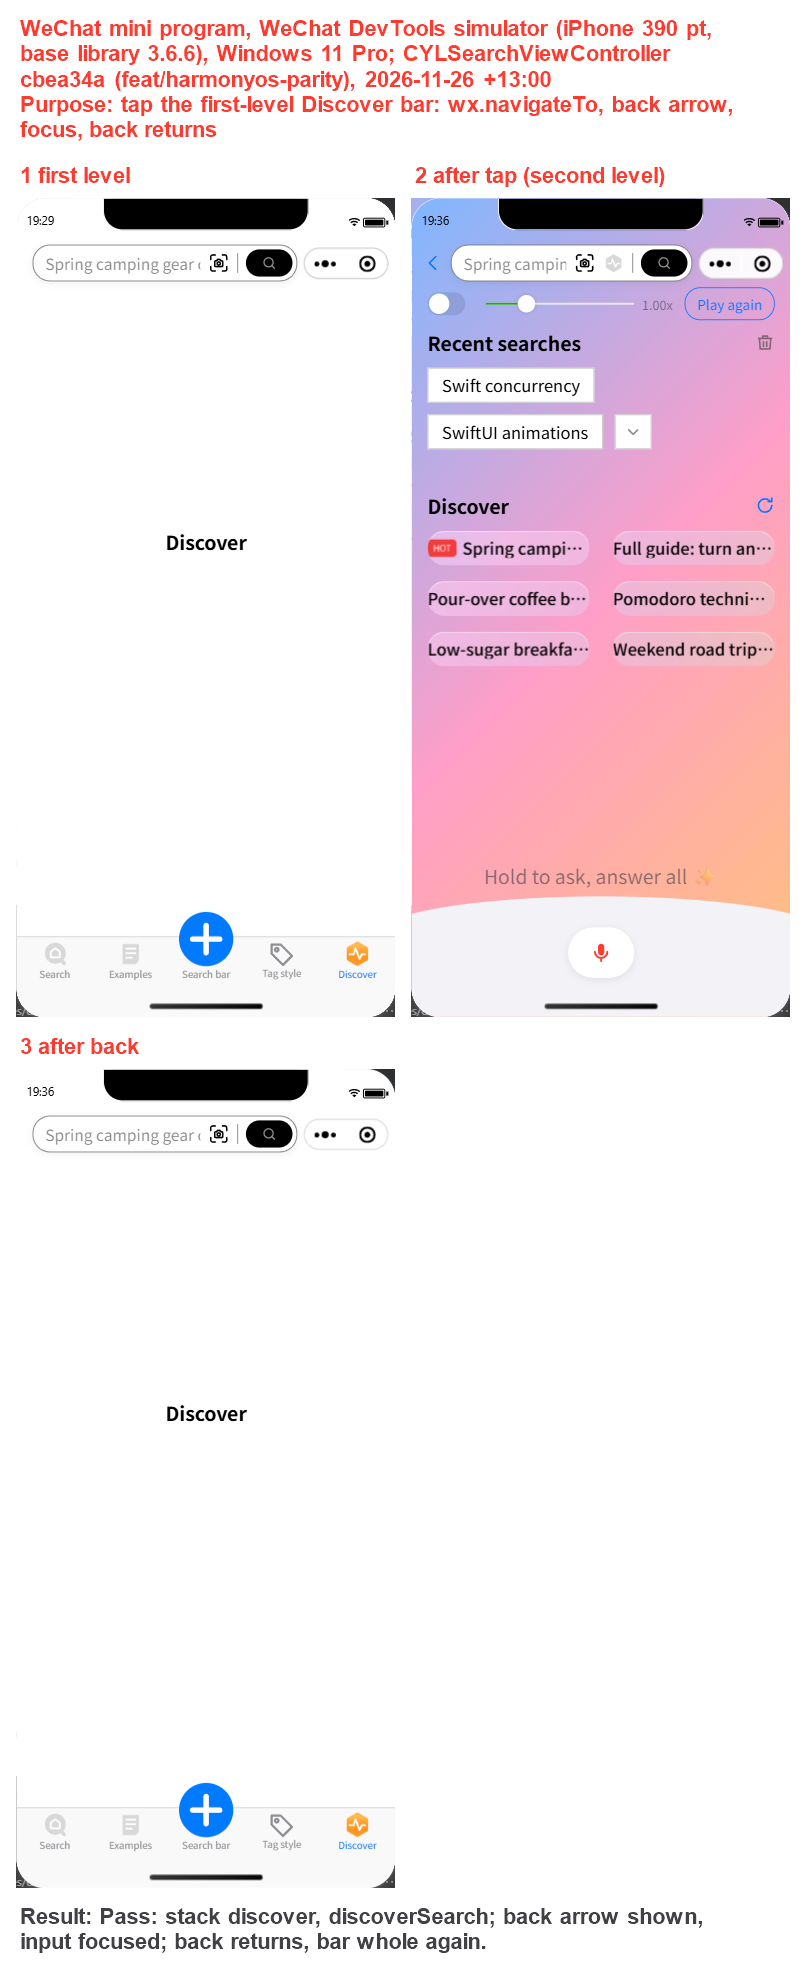 WeChat mini program, WeChat DevTools simulator (iPhone 390 pt,
base library 3.6.6), Windows 11 Pro; CYLSearchViewController
cbea34a (feat/harmonyos-parity), 2026-11-26 +13:00
Purpose: tap the first-level Discover bar: wx.navigateTo, back arrow,
focus, back returns
1 first level
2 after tap (second level)
19:29
Spring camping gear
Discover
Search
Examples
Search bar
Tag style
Discover
19:36
Spring campin
1.00x
Play again
Recent searches
Swift concurrency
SwiftUI animations
Discover
HOT Spring campi···
Full guide: turn an···
Pour-over coffee b···
Pomodoro techni···
Low-sugar breakfa···
Weekend road trip···
Hold to ask, answer all ✨
3 after back
19:36
Spring camping gear
Discover
Search
Examples
Search bar
Tag style
Discover
Result: Pass: stack discover, discoverSearch; back arrow shown,
input focused; back returns, bar whole again.